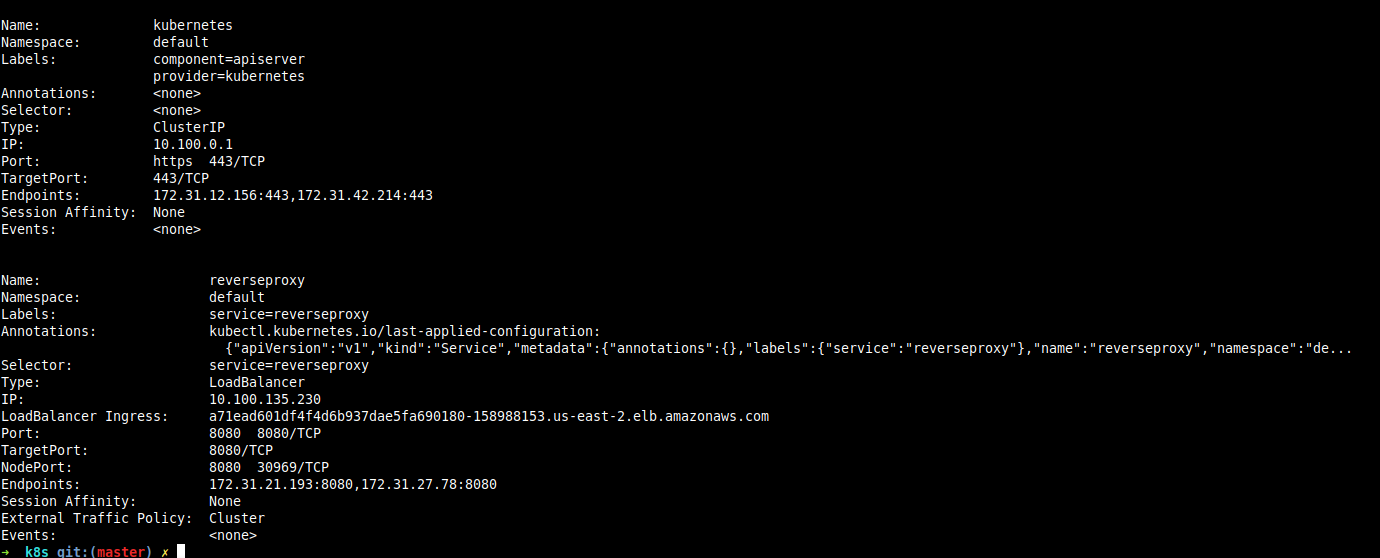 Name:              kubernetes
Namespace:         default
Labels:            component=apiserver
                   provider=kubernetes
Annotations:       <none>
Selector:          <none>
Type:              ClusterIP
IP:                10.100.0.1
Port:              https  443/TCP
TargetPort:        443/TCP
Endpoints:         172.31.12.156:443,172.31.42.214:443
Session Affinity:  None
Events:            <none>

Name:                     reverseproxy
Namespace:                default
Labels:                   service=reverseproxy
Annotations:              kubectl.kubernetes.io/last-applied-configuration:
                            {"apiVersion":"v1","kind":"Service","metadata":{"annotations":{},"labels":{"service":"reverseproxy"},"name":"reverseproxy","namespace":"de...
Selector:                 service=reverseproxy
Type:                     LoadBalancer
IP:                       10.100.135.230
LoadBalancer Ingress:     a71ead601df4f4d6b937dae5fa690180-158988153.us-east-2.elb.amazonaws.com
Port:                     8080  8080/TCP
TargetPort:               8080/TCP
NodePort:                 8080  30969/TCP
Endpoints:                172.31.21.193:8080,172.31.27.78:8080
Session Affinity:         None
External Traffic Policy:  Cluster
Events:                   <none>
➜  k8s git:(master) ✗